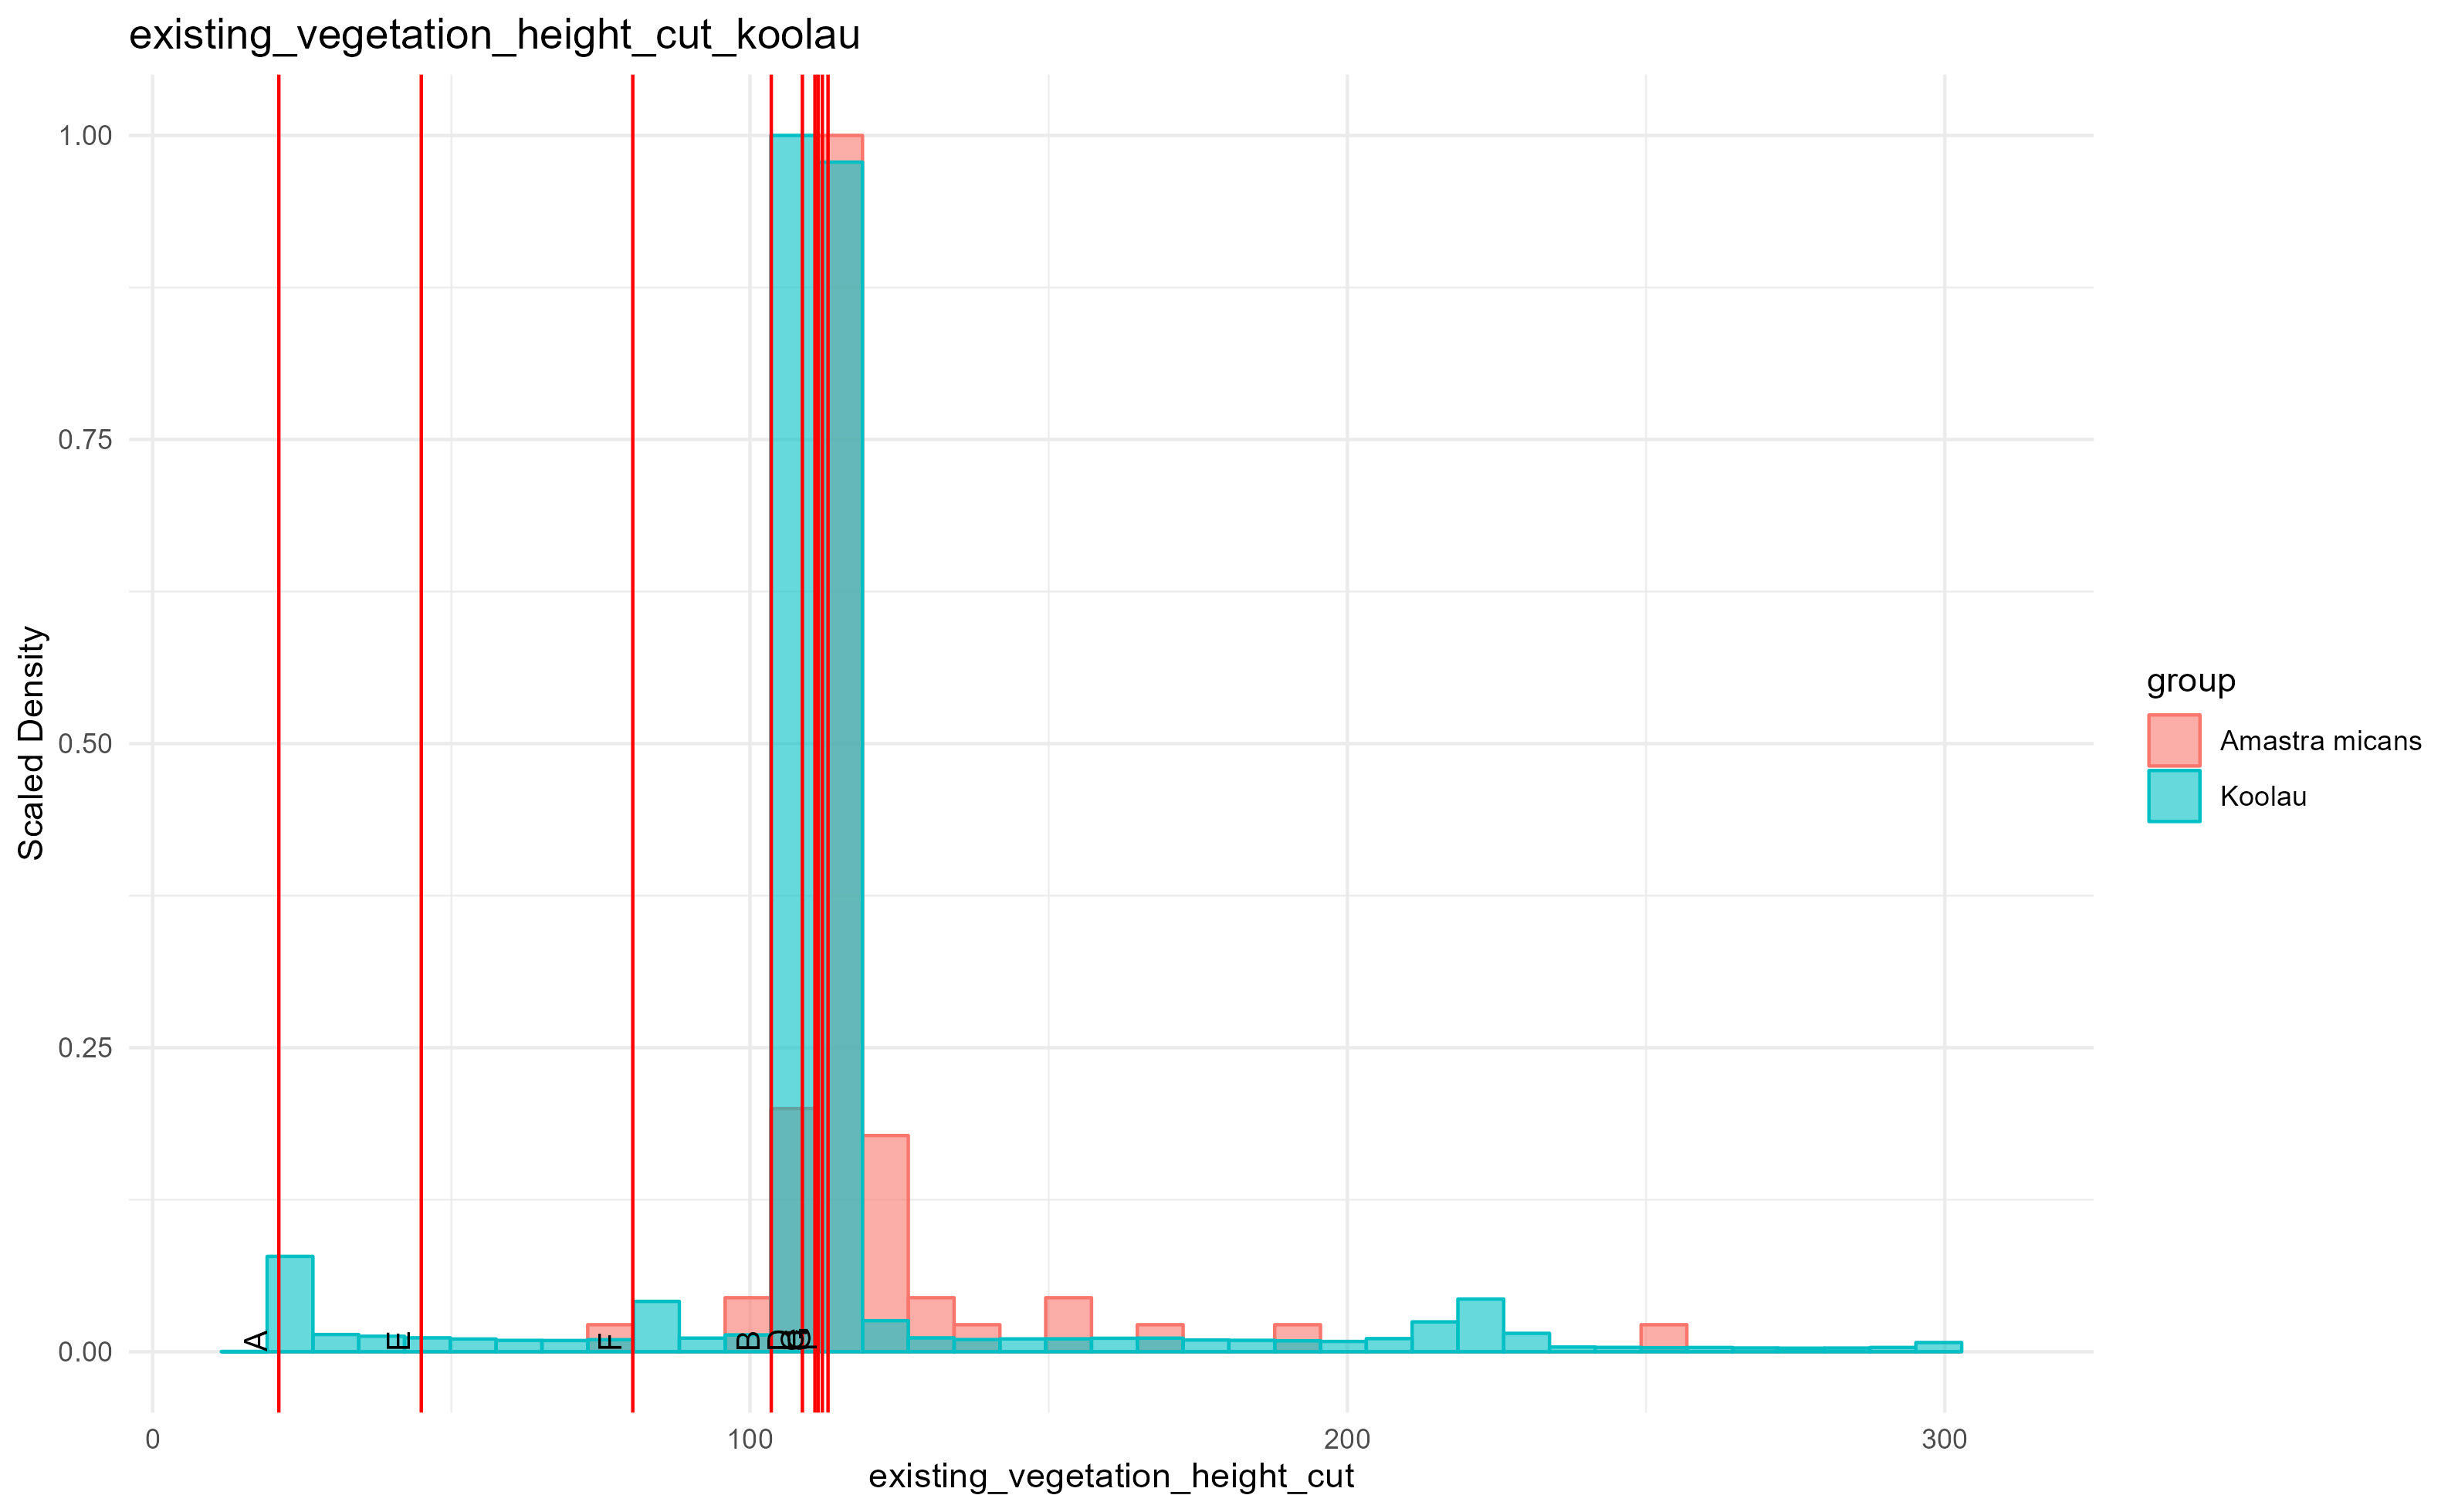 existing_vegetation_height_cut_koolau
Scaled Density
1.00
0.75
0.50
0.25
0.00
A
E
F
B
0
100
200
300
existing_vegetation_height_cut
group
Amastra micans
Koolau